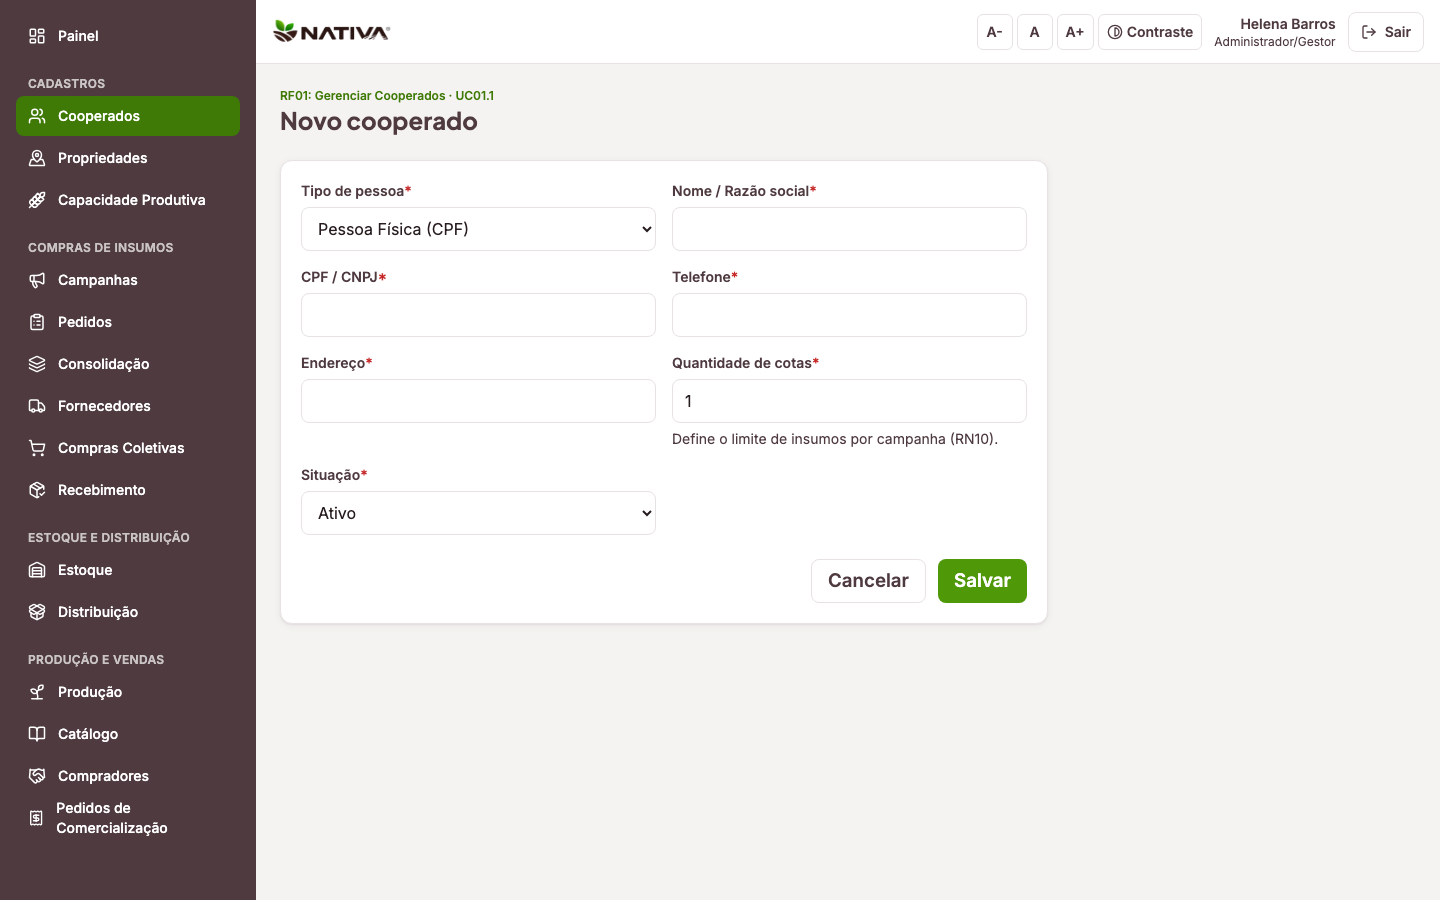 Painel
CADASTROS
Cooperados
Propriedades
Capacidade Produtiva
COMPRAS DE INSUMOS
Campanhas
Pedidos
Consolidação
Fornecedores
Compras Coletivas
Recebimento
ESTOQUE E DISTRIBUIÇÃO
Estoque
Distribuição
PRODUÇÃO E VENDAS
Produção
Catálogo
Compradores
Pedidos de
Comercialização
NATIVA
A-
A
A+
Contraste
Helena Barros
Administrador/Gestor
Sair
RF01: Gerenciar Cooperados · UC01.1
Novo cooperado
Tipo de pessoa*
Pessoa Física (CPF)
Nome / Razão social*
CPF / CNPJ*
Telefone*
Endereço*
Quantidade de cotas*
1
Define o limite de insumos por campanha (RN10).
Situação*
Ativo
Cancelar
Salvar